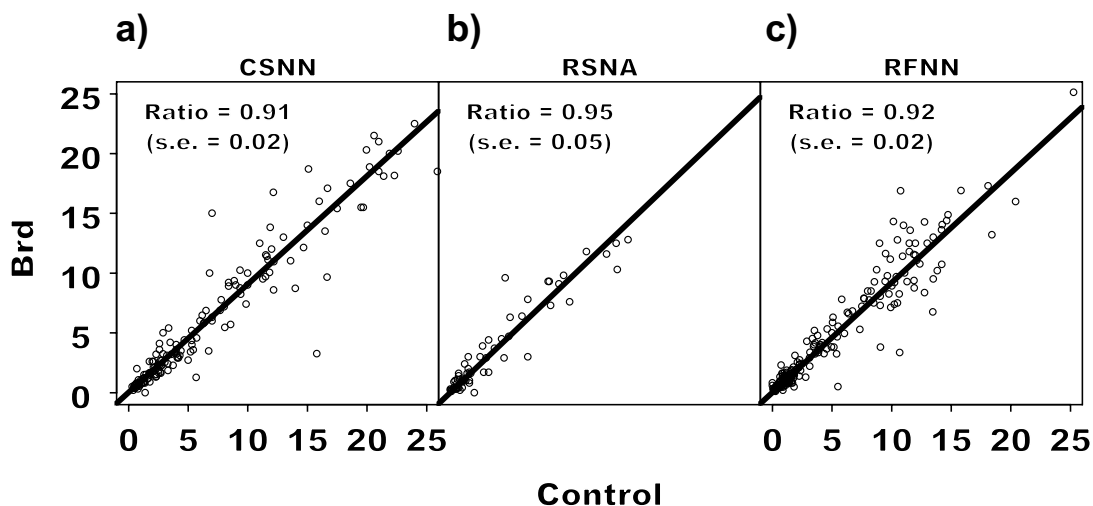 a) b) c)
CSNN RSNA RFNN
Ratio = 0.91 Ratio = 0.95 Ratio = 0.92
(s.e. = 0.02) (s.e. = 0.05) (s.e. = 0.02)
25
20
15
10
5
0
Brd
0 5 10 15 20 25 0 5 10 15 20 25
Control